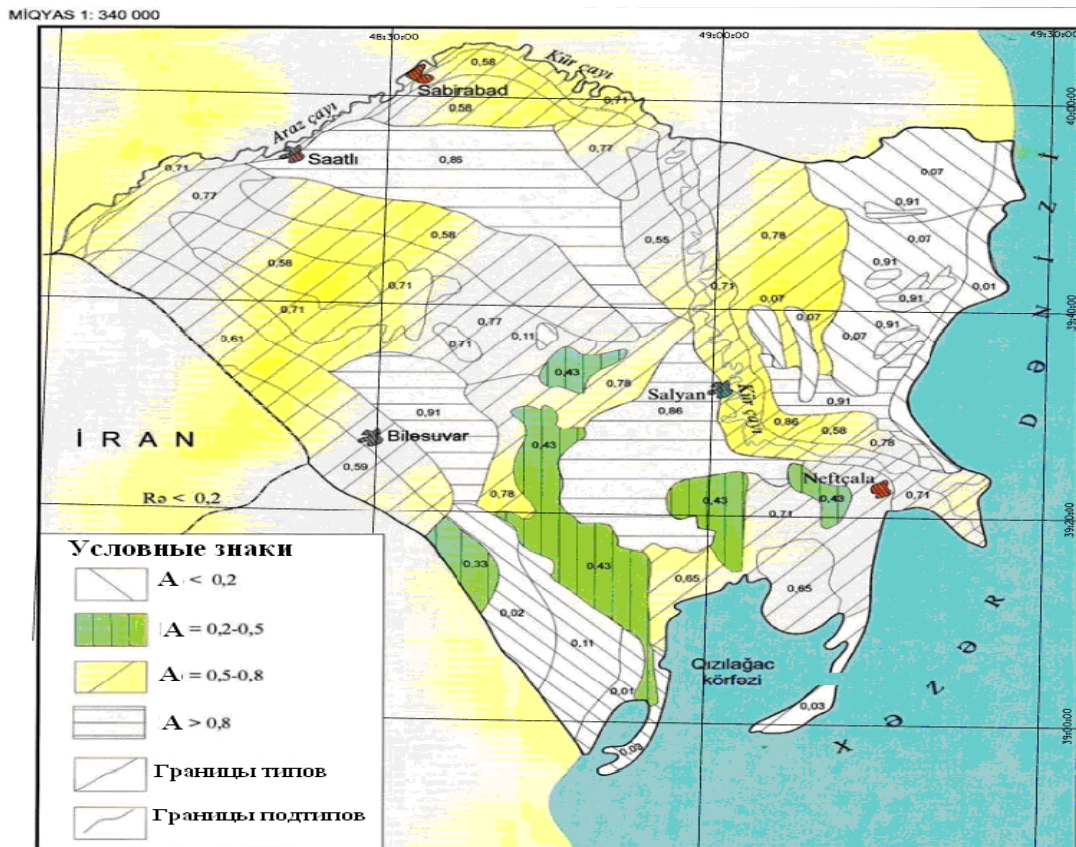 MİQYAS 1: 340 000
48:30:00
49:00:00
49:30:00
0,58
Kür çayı
Sabirabad
0,58
0,71
40:00:00
Araz çayı
Saatlı
0,86
0,77
0,71
0,77
0,07
0,91
0,58
0,55
0,78
0,07
0,58
0,91
0,71
0,71
0,07
0,91
0,01
0,71
0,07
39:40:00
0,61
0,77
0,11
0,71
0,07
0,91
0,43
0,78
Salyan
0,91
0,86
0,91
Kür çayı
0,86
0,58
İRAN
Biləsuvar
0,43
0,78
0,59
Neftçala
Rə < 0,2
0,78
0,43
0,43
0,71
0,71
39:20:00
Условные знаки
0,33
0,43
0,65
0,65
А < 0,2
0,02
А = 0,2-0,5
0,11
Qızılağac
körfəzi
А = 0,5-0,8
0,01
А > 0,8
0,03
0,03
39:00:00
Границы типов
Границы подтипов
X Ə Z Ə R D Ə N İ Z İ